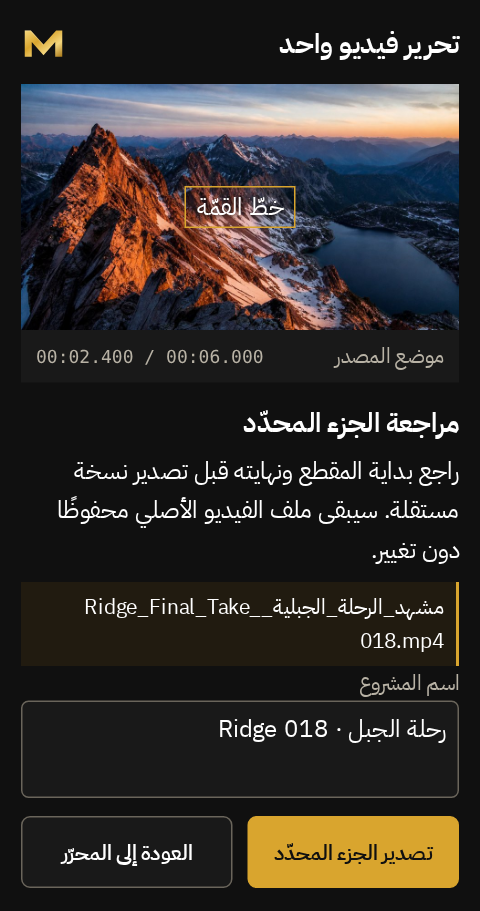 تحرير فيديو واحد
خطّ القمّة
موضع المصدر
00:02.400 / 00:06.000
مراجعة الجزء المحدّد
راجع بداية المقطع ونهايته قبل تصدير نسخة
مستقلة. سيبقى ملف الفيديو الأصلي محفوظًا
دون تغيير.
مشهد_الرحلة_الجبلية__Ridge_Final_Take
018.mp4
اسم المشروع
رحلة الجبل · Ridge 018
تصدير الجزء المحدّد
العودة إلى المحرّر